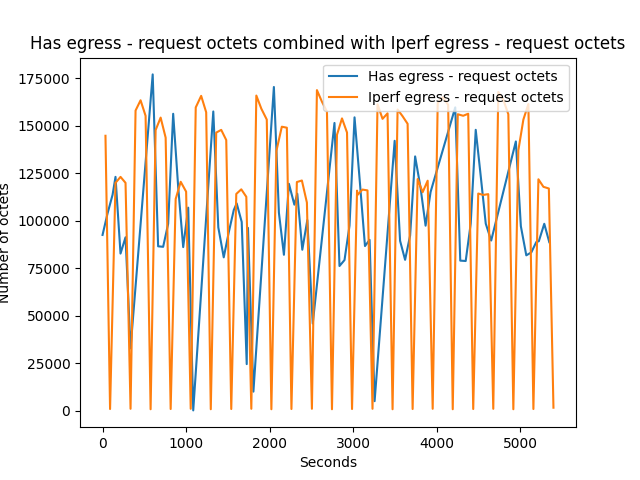 Has egress - request octets combined with Iperf egress - request octets
Has egress - request octets
Iperf egress - request octets
Number of octets
175000
150000
125000
100000
75000
50000
25000
0
0 1000 2000 3000 4000 5000
Seconds